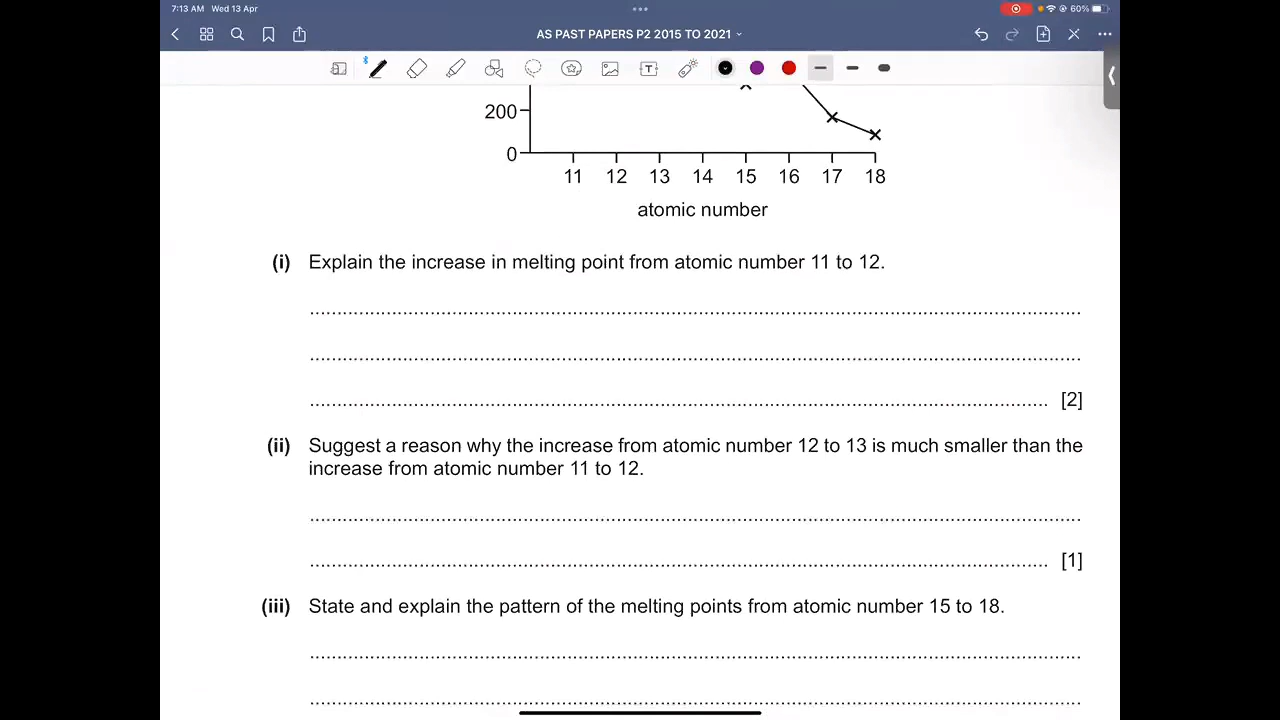 7:13 AM Wed 13 Apr
60%
AS PAST PAPERS P2 2015 TO 2021
T
200
0
11 12 13 14 15 16 17 18
atomic number
(i) Explain the increase in melting point from atomic number 11 to 12.
[2]
(ii) Suggest a reason why the increase from atomic number 12 to 13 is much smaller than the
increase from atomic number 11 to 12.
[1]
(iii) State and explain the pattern of the melting points from atomic number 15 to 18.